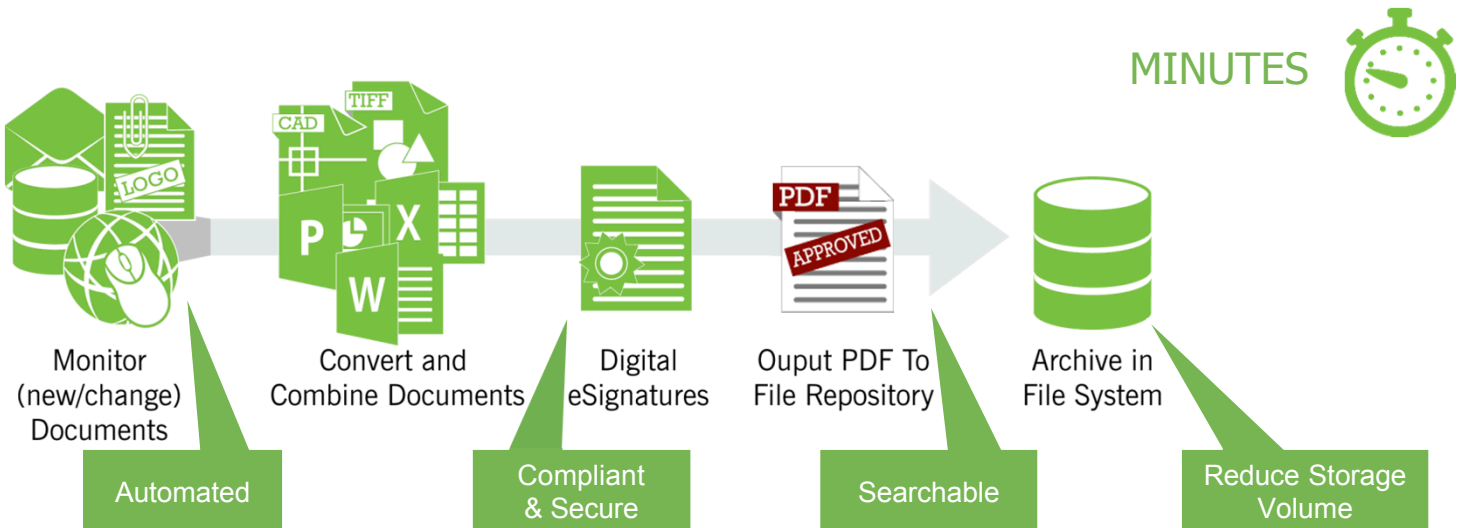 MINUTES
LOGO
CAD
TIFF
P
X
W
PDF
APPROVED
Monitor
(new/change)
Documents
Convert and
Combine Documents
Digital
eSignatures
Ouput PDF To
File Repository
Archive in
File System
Automated
Compliant
& Secure
Searchable
Reduce Storage
Volume